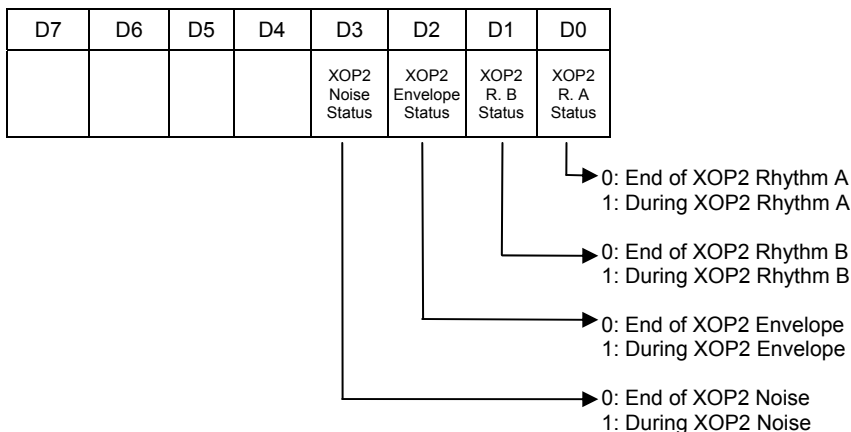 D7 D6 D5 D4 D3 D2 D1 D0
XOP2 Noise Status
XOP2 Envelope Status
XOP2 R. B Status
XOP2 R. A Status
0: End of XOP2 Rhythm A
1: During XOP2 Rhythm A
0: End of XOP2 Rhythm B
1: During XOP2 Rhythm B
0: End of XOP2 Envelope
1: During XOP2 Envelope
0: End of XOP2 Noise
1: During XOP2 Noise